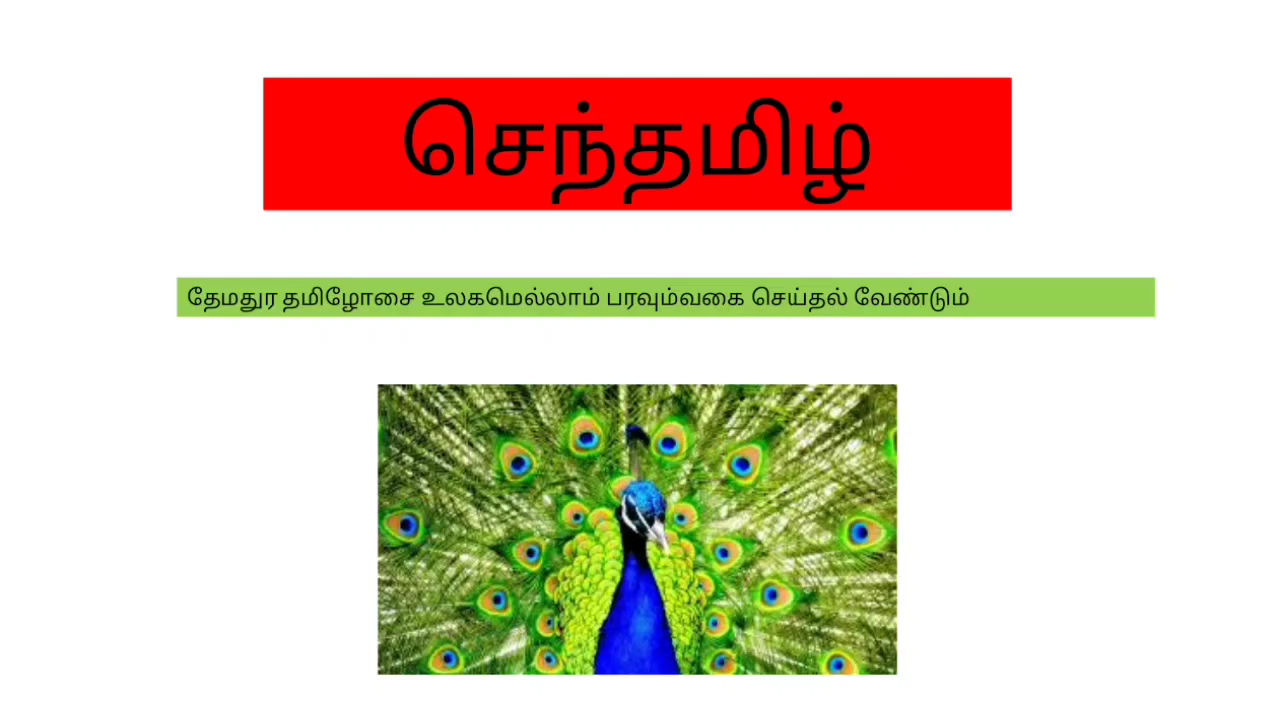 செந்தமிழ்
தேமதுர தமிழோசை உலகமெல்லாம் பரவும்வகை செய்தல் வேண்டும்